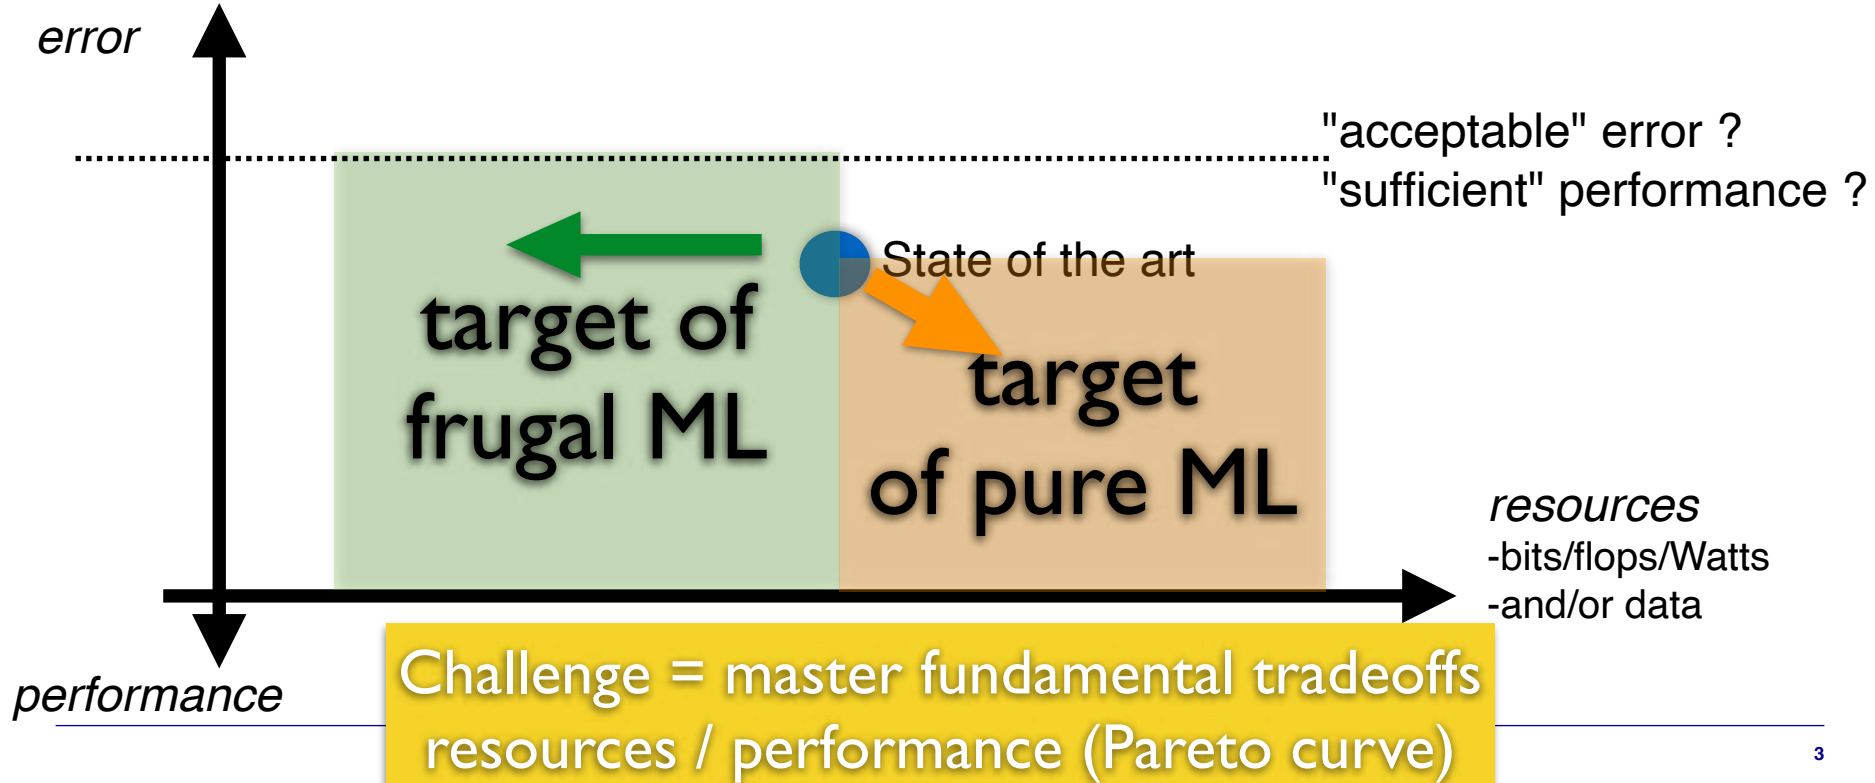 error
"acceptable" error ?
"sufficient" performance ?
State of the art
target of
frugal ML
target
of pure ML
resources
-bits/flops/Watts
-and/or data
performance
Challenge = master fundamental tradeoffs
resources / performance (Pareto curve)
3